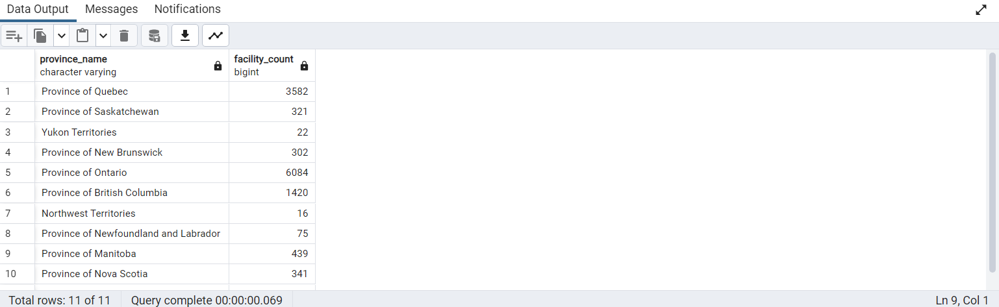 Data Output Messages Notifications
province_name facility_count
character varying bigint
1 Province of Quebec 3582
2 Province of Saskatchewan 321
3 Yukon Territories 22
4 Province of New Brunswick 302
5 Province of Ontario 6084
6 Province of British Columbia 1420
7 Northwest Territories 16
8 Province of Newfoundland and Labrador 75
9 Province of Manitoba 439
10 Province of Nova Scotia 341
Total rows: 11 of 11 Query complete 00:00:00.069 Ln 9, Col 1